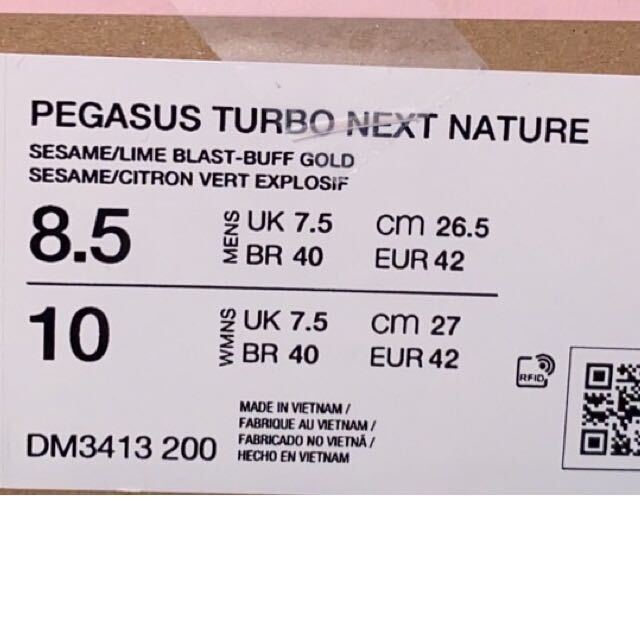 PEGASUS TURBO NEXT NATURE
SESAME/LIME BLAST-BUFF GOLD
SESAME/CITRON VERT EXPLOSIF
8.5 MENS UK 7.5 cm 26.5
BR 40 EUR 42
10 WMNS UK 7.5 cm 27
BR 40 EUR 42
RFID
MADE IN VIETNAM /
FABRIQUE AU VIETNAM /
FABRICADO NO VIETNÃ /
HECHO EN VIETNAM
DM3413 200